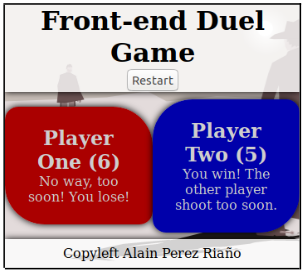 Front-end Duel
Game
Restart
Player
One (6)
No way, too
soon! You lose!
Player
Two (5)
You win! The
other player
shoot too soon.
Copyleft Alain Perez Riaño